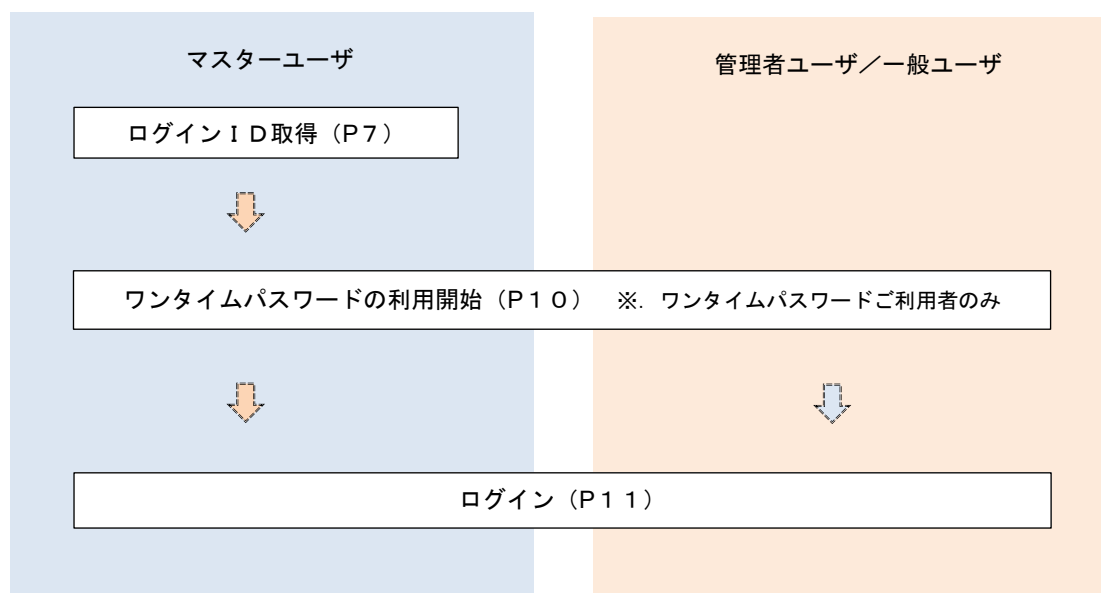 マスターユーザ
管理者ユーザ／一般ユーザ
ログインＩＤ取得（Ｐ７）
ワンタイムパスワードの利用開始（Ｐ１０）　※. ワンタイムパスワードご利用者のみ
ログイン（Ｐ１１）